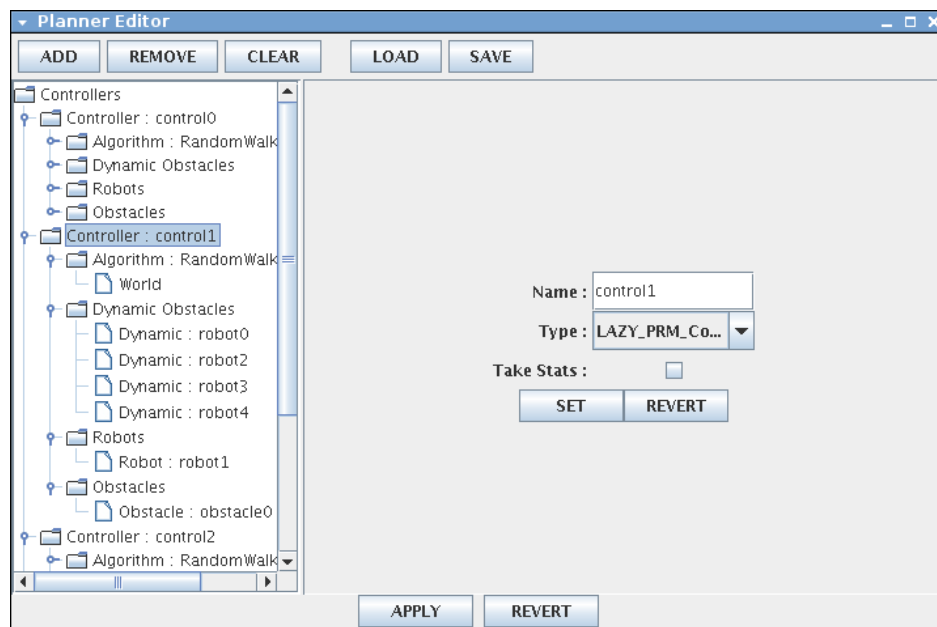 Planner Editor
ADD REMOVE CLEAR LOAD SAVE
Controllers
Controller : control0
Algorithm : RandomWalk
Dynamic Obstacles
Robots
Obstacles
Controller : control1
Algorithm : RandomWalk
World
Dynamic Obstacles
Dynamic : robot0
Dynamic : robot2
Dynamic : robot3
Dynamic : robot4
Robots
Robot : robot1
Obstacles
Obstacle : obstacle0
Controller : control2
Algorithm : RandomWalk
Name : control1
Type : LAZY_PRM_Co...
Take Stats :
SET REVERT
APPLY REVERT